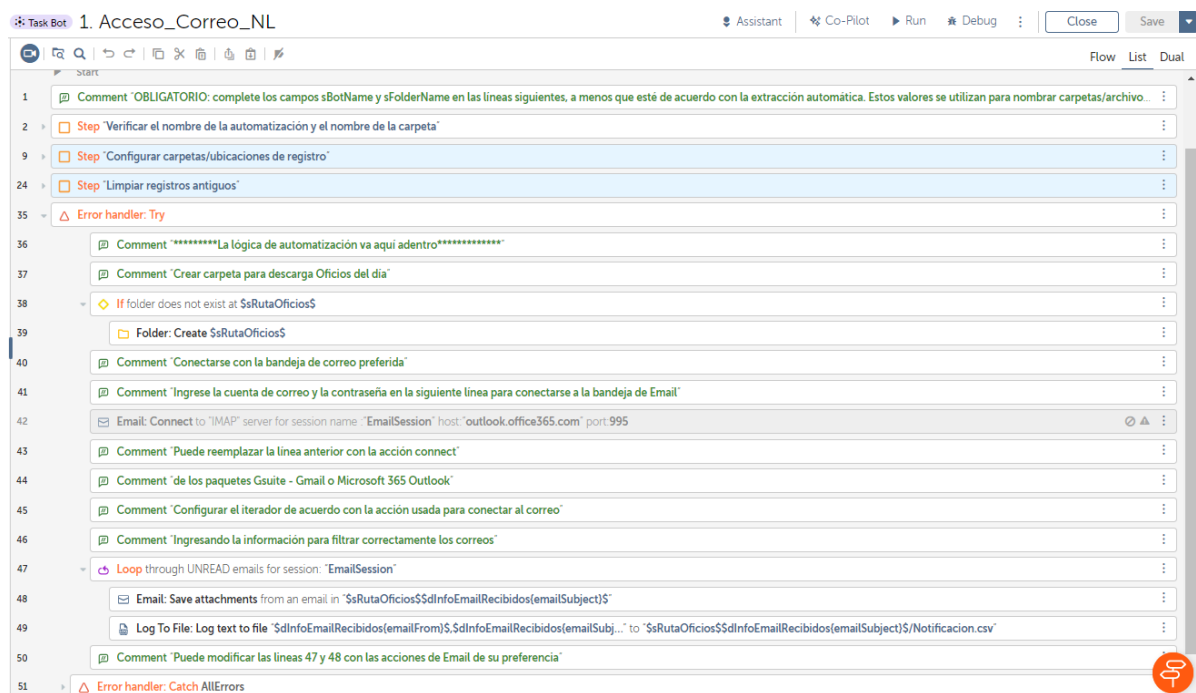 Task Bot 1. Acceso_Correo_NL Assistant Co-Pilot Run Debug Close Save
Flow List Dual
Start
1 Comment "OBLIGATORIO: complete los campos sBotName y sFolderName en las líneas siguientes, a menos que esté de acuerdo con la extracción automática. Estos valores se utilizan para nombrar carpetas/archivo...
2 Step "Verificar el nombre de la automatización y el nombre de la carpeta"
9 Step "Configurar carpetas/ubicaciones de registro"
24 Step "Limpiar registros antiguos"
35 Error handler: Try
36 Comment "*********La lógica de automatización va aquí adentro*************"
37 Comment "Crear carpeta para descarga Oficios del día"
38 If folder does not exist at $sRutaOficios$
39 Folder: Create $sRutaOficios$
40 Comment "Conectarse con la bandeja de correo preferida"
41 Comment "Ingrese la cuenta de correo y la contraseña en la siguiente línea para conectarse a la bandeja de Email"
42 Email: Connect to "IMAP" server for session name :"EmailSession" host:"outlook.office365.com" port:995
43 Comment "Puede reemplazar la línea anterior con la acción connect"
44 Comment "de los paquetes Gsuite - Gmail o Microsoft 365 Outlook"
45 Comment "Configurar el iterador de acuerdo con la acción usada para conectar al correo"
46 Comment "Ingresando la información para filtrar correctamente los correos"
47 Loop through UNREAD emails for session: "EmailSession"
48 Email: Save attachments from an email in "$sRutaOficios$$dInfoEmailRecibidos{emailSubject}$"
49 Log To File: Log text to file "$dInfoEmailRecibidos{emailFrom}$,$dInfoEmailRecibidos{emailSubj..." to "$sRutaOficios$$dInfoEmailRecibidos{emailSubject}$/Notificacion.csv"
50 Comment "Puede modificar las lineas 47 y 48 con las acciones de Email de su preferencia"
51 Error handler: Catch AllErrors